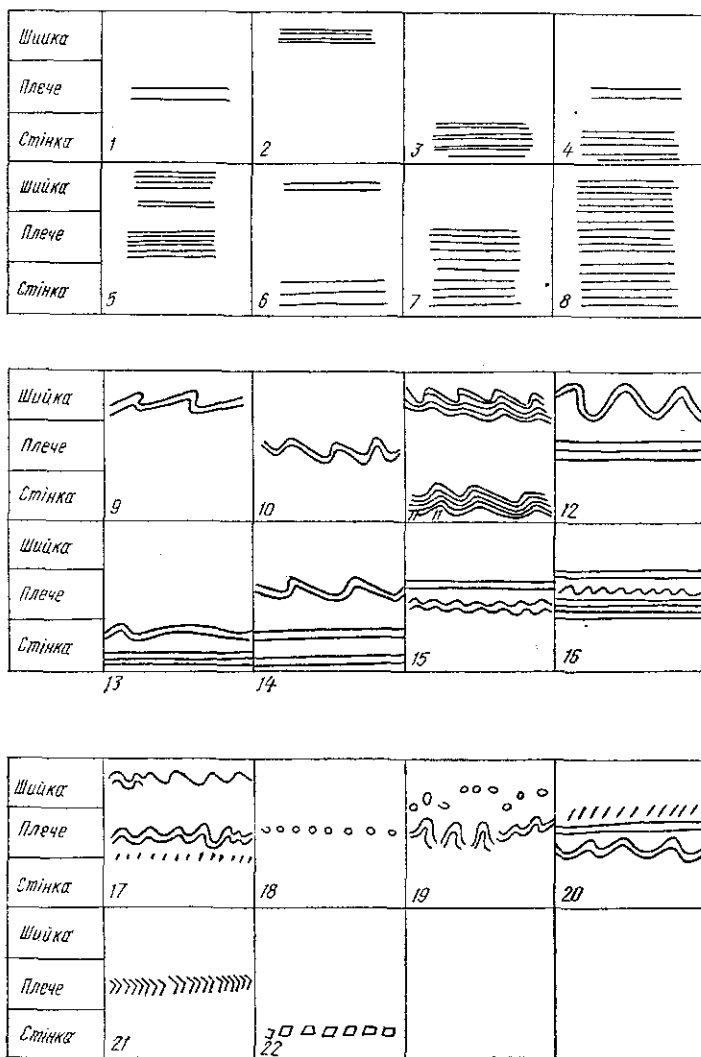 Шийка
Плече
Стінка
1 2 3 4
Шийка
Плече
Стінка
5 6 7 8
Шийка
Плече
Стінка
9 10 11 12
Шийка
Плече
Стінка
13 14 15 16
Шийка
Плече
Стінка
17 18 19 20
Шийка
Плече
Стінка
21 22